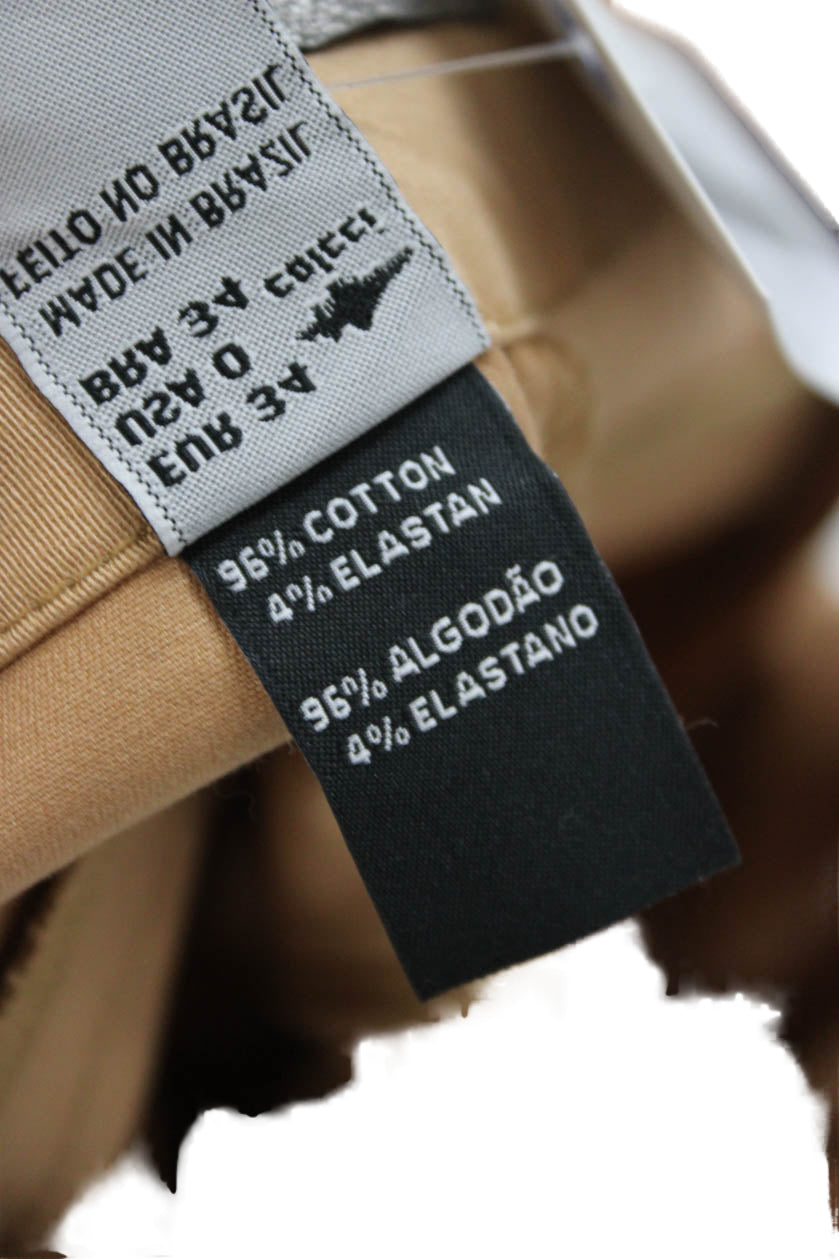 FEITO NO BRASIL
MADE IN BRAZIL
BRA 34 colcci
USA 0
EUR 34
96% COTTON
4% ELASTAN
96% ALGODÃO
4% ELASTANO